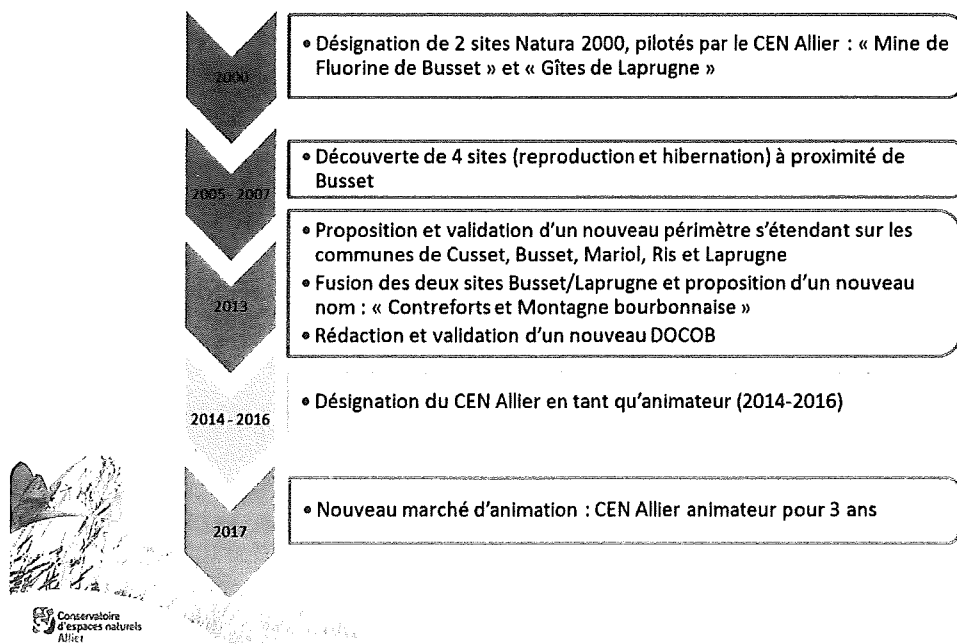 2000
• Désignation de 2 sites Natura 2000, pilotés par le CEN Allier : « Mine de
Fluorine de Busset » et « Gîtes de Laprugne »
2005 - 2007
• Découverte de 4 sites (reproduction et hibernation) à proximité de
Busset
2013
• Proposition et validation d'un nouveau périmètre s'étendant sur les
communes de Cusset, Busset, Mariol, Ris et Laprugne
• Fusion des deux sites Busset/Laprugne et proposition d'un nouveau
nom : « Contreforts et Montagne bourbonnaise »
• Rédaction et validation d'un nouveau DOCOB
2014 - 2016
• Désignation du CEN Allier en tant qu'animateur (2014-2016)
2017
• Nouveau marché d'animation : CEN Allier animateur pour 3 ans
Conservatoire
d'espaces naturels
Allier